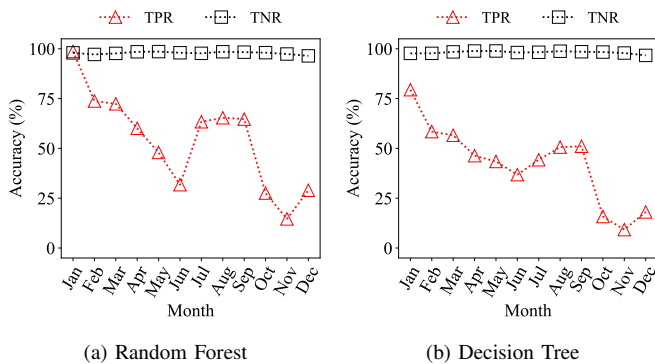 TPR TNR
100
75
50
25
0
Accuracy (%)
Jan Feb Mar Apr May Jun Jul Aug Sep Oct Nov Dec
Month
(a) Random Forest
TPR TNR
100
75
50
25
0
Accuracy (%)
Jan Feb Mar Apr May Jun Jul Aug Sep Oct Nov Dec
Month
(b) Decision Tree